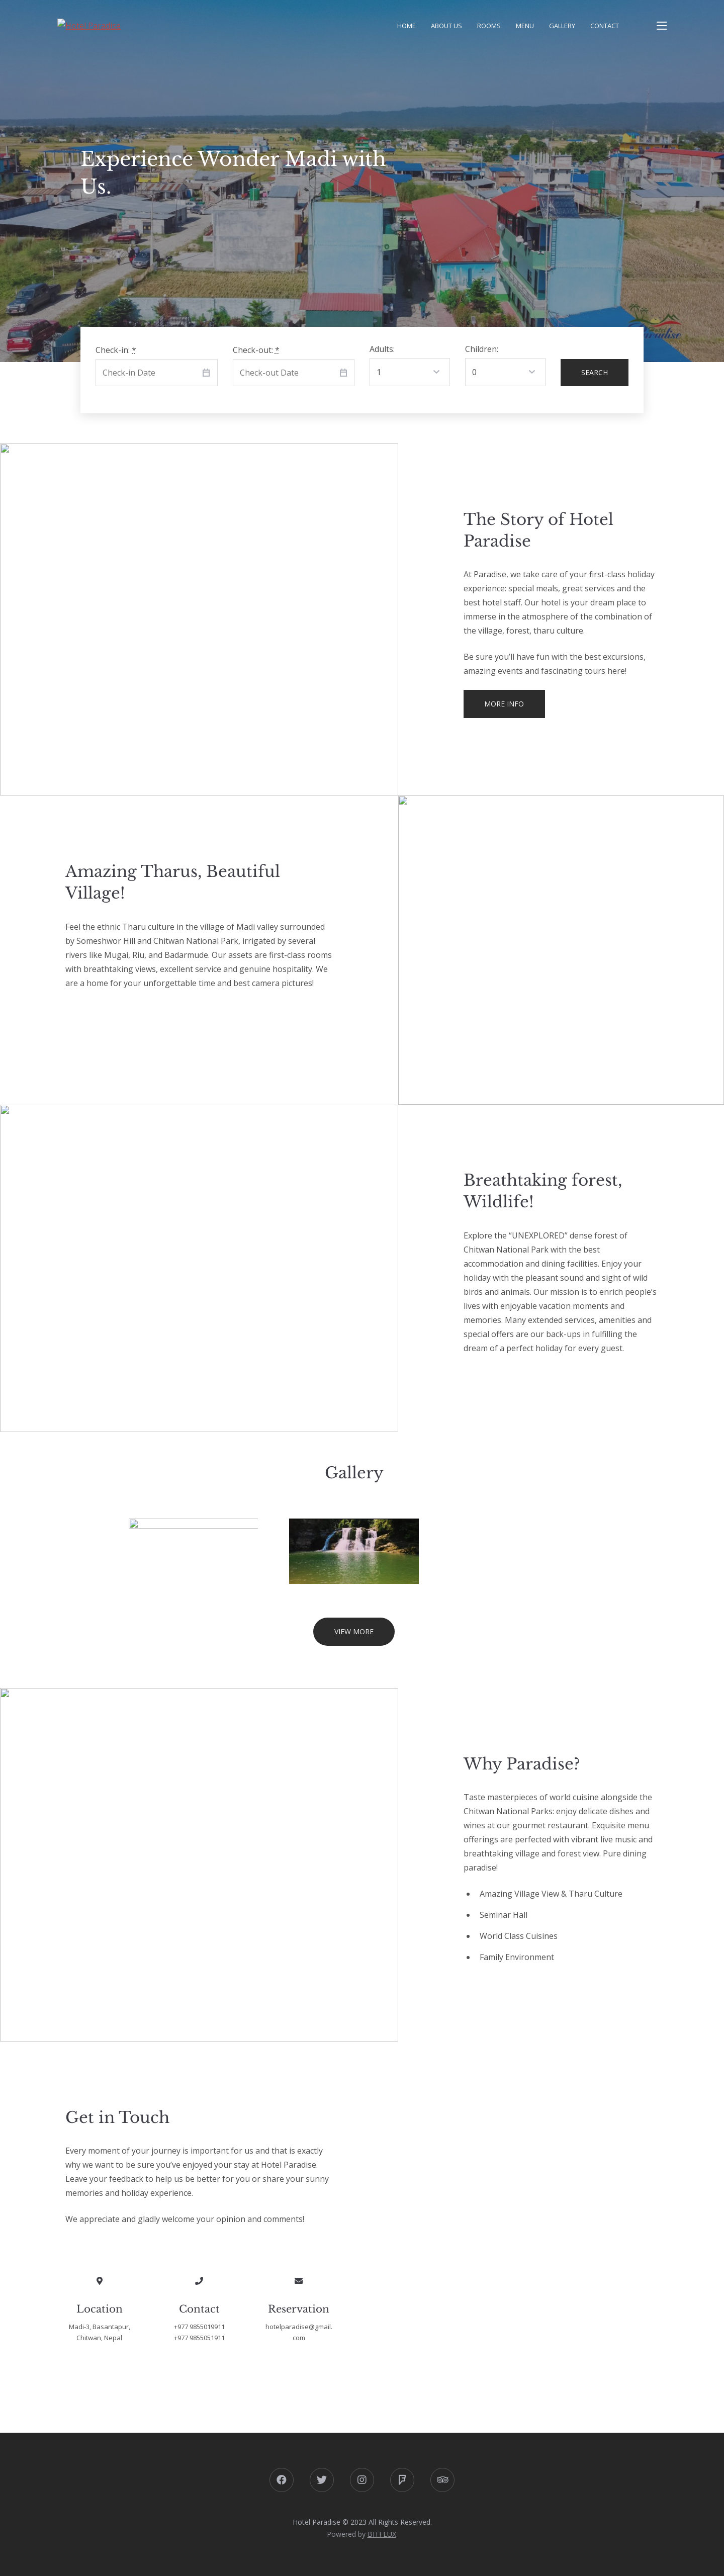 HOME ABOUT US ROOMS MENU GALLERY CONTACT
Experience Wonder Madi with
Us.
Check-in: *
Check-in Date
Check-out: *
Check-out Date
Adults:
1
Children:
0
SEARCH
The Story of Hotel
Paradise
At Paradise, we take care of your first-class holiday
experience: special meals, great services and the
best hotel staff. Our hotel is your dream place to
immerse in the atmosphere of the combination of
the village, forest, tharu culture.
Be sure you’ll have fun with the best excursions,
amazing events and fascinating tours here!
MORE INFO
Amazing Tharus, Beautiful
Village!
Feel the ethnic Tharu culture in the village of Madi valley surrounded
by Someshwor Hill and Chitwan National Park, irrigated by several
rivers like Mugai, Riu, and Badarmude. Our assets are first-class rooms
with breathtaking views, excellent service and genuine hospitality. We
are a home for your unforgettable time and best camera pictures!
Breathtaking forest,
Wildlife!
Explore the “UNEXPLORED” dense forest of
Chitwan National Park with the best
accommodation and dining facilities. Enjoy your
holiday with the pleasant sound and sight of wild
birds and animals. Our mission is to enrich people’s
lives with enjoyable vacation moments and
memories. Many extended services, amenities and
special offers are our back-ups in fulfilling the
dream of a perfect holiday for every guest.
Gallery
VIEW MORE
Why Paradise?
Taste masterpieces of world cuisine alongside the
Chitwan National Parks: enjoy delicate dishes and
wines at our gourmet restaurant. Exquisite menu
offerings are perfected with vibrant live music and
breathtaking village and forest view. Pure dining
paradise!
Amazing Village View & Tharu Culture
Seminar Hall
World Class Cuisines
Family Environment
Get in Touch
Every moment of your journey is important for us and that is exactly
why we want to be sure you’ve enjoyed your stay at Hotel Paradise.
Leave your feedback to help us be better for you or share your sunny
memories and holiday experience.
We appreciate and gladly welcome your opinion and comments!
Location
Madi-3, Basantapur,
Chitwan, Nepal
Contact
+977 9855019911
+977 9855051911
Reservation
hotelparadise@gmail.
com
Hotel Paradise © 2023 All Rights Reserved.
Powered by BITFLUX.